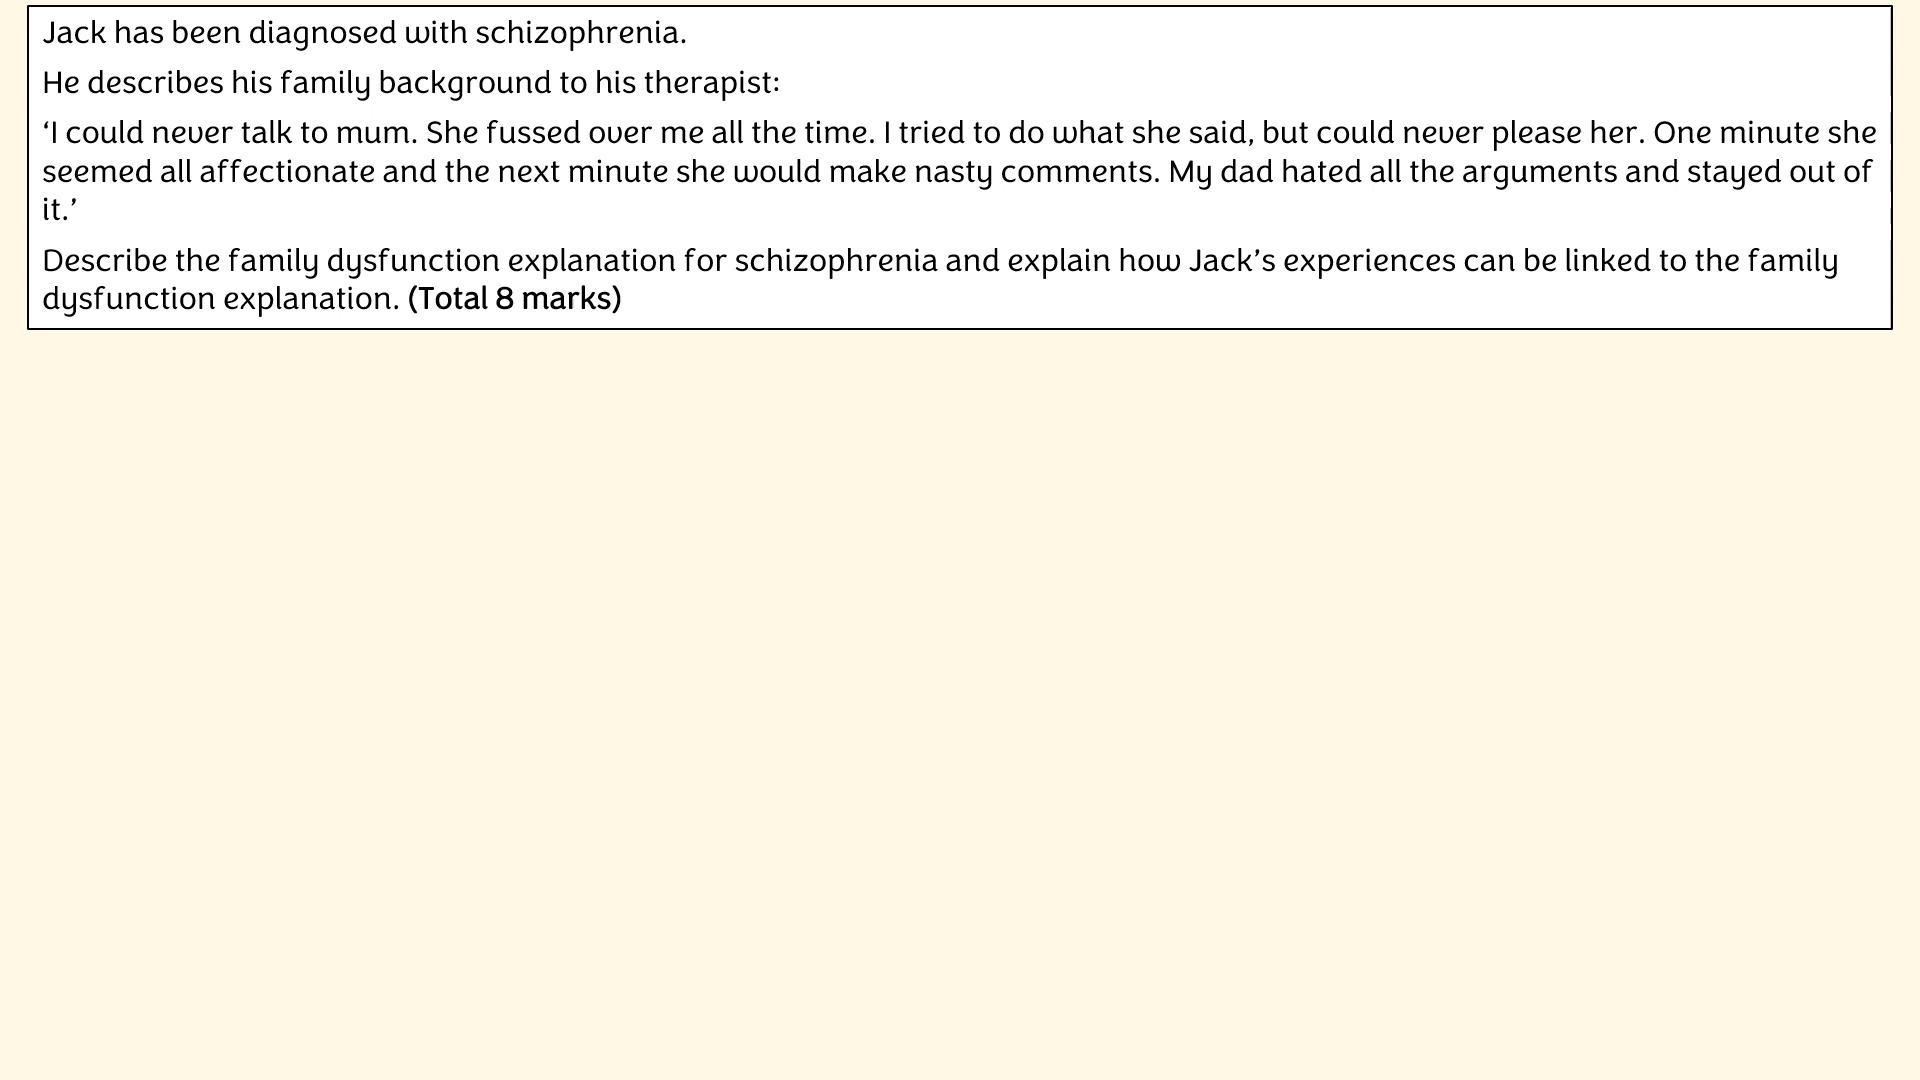 Jack has been diagnosed with schizophrenia.
He describes his family background to his therapist:
‘I could never talk to mum. She fussed over me all the time. I tried to do what she said, but could never please her. One minute she
seemed all affectionate and the next minute she would make nasty comments. My dad hated all the arguments and stayed out of
it.’
Describe the family dysfunction explanation for schizophrenia and explain how Jack’s experiences can be linked to the family
dysfunction explanation. (Total 8 marks)